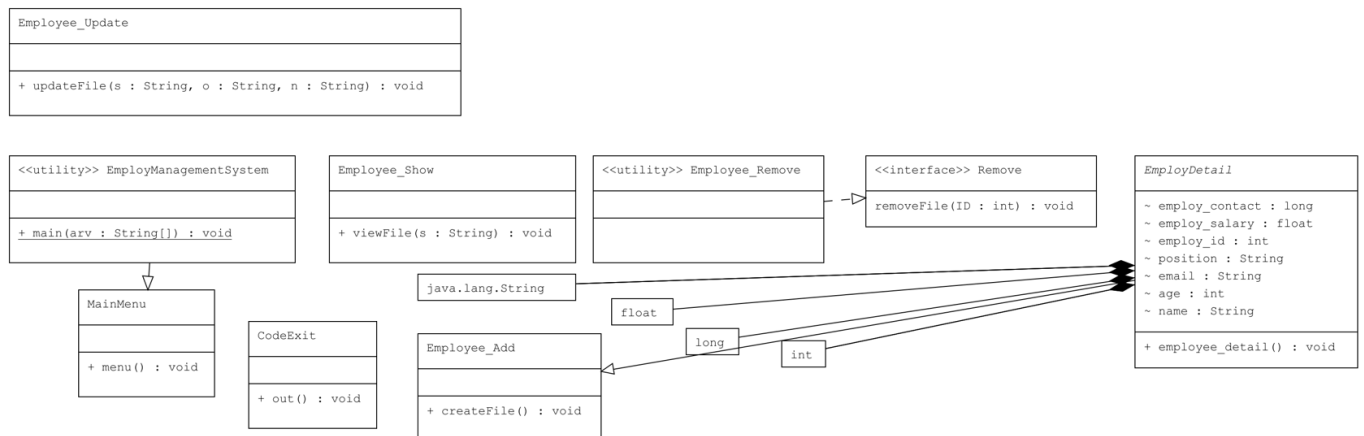 Employee_Update
+ updateFile(s : String, o : String, n : String) : void
<<utility>> EmployManagementSystem
+ main(arv : String[]) : void
Employee_Show
+ viewFile(s : String) : void
<<utility>> Employee_Remove
<<interface>> Remove
removeFile(ID : int) : void
EmployDetail
~ employ_contact : long
~ employ_salary : float
~ employ_id : int
~ position : String
~ email : String
~ age : int
~ name : String
+ employee_detail() : void
java.lang.String
float
long
int
MainMenu
+ menu() : void
CodeExit
+ out() : void
Employee_Add
+ createFile() : void